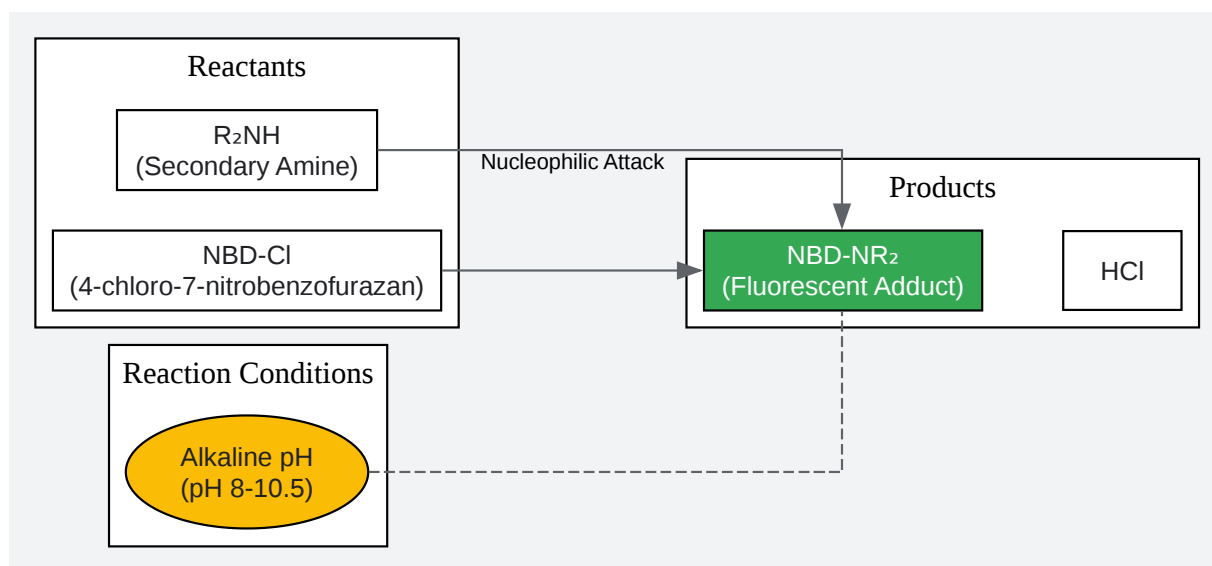 Reactants
R₂NH
(Secondary Amine)
Nucleophilic Attack
NBD-Cl
(4-chloro-7-nitrobenzofurazan)
Products
NBD-NR₂
(Fluorescent Adduct)
HCl
Reaction Conditions
Alkaline pH
(pH 8-10.5)